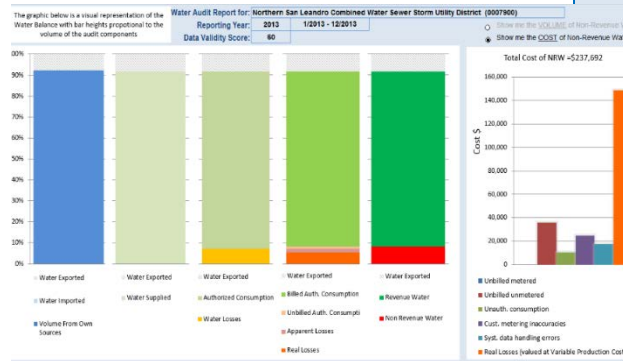 The graphic below is a visual representation of the
Water Balance with bar heights propotional to the
volume of the audit components
Water Audit Report for: Northern San Leandro Combined Water Sewer Storm Utility District (0007900)
Reporting Year: 2013 1/2013 - 12/2013
Data Validity Score: 60
Show me the VOLUME of Non-Revenue
Show me the COST of Non-Revenue Wat
Total Cost of NRW =$237,692
00%
90%
80%
70%
60%
50%
40%
30%
20%
10%
0%
Water Exported
Water Imported
Volume From Own
Sources
Water Exported
Water Supplied
Water Exported
Authorized Consumption
Water Losses
Water Exported
Billed Auth. Consumption
Unbilled Auth. Consumpti
Apparent Losses
Real Losses
Water Exported
Revenue Water
Non Revenue Water
Cost $
160,000
140,000
120,000
100,000
80,000
60,000
40,000
20,000
0
Unbilled metered
Unbilled unmetered
Unauth. consumption
Cust. metering inaccuracies
Syst. data handling errors
Real Losses (valued at Variable Production Cost